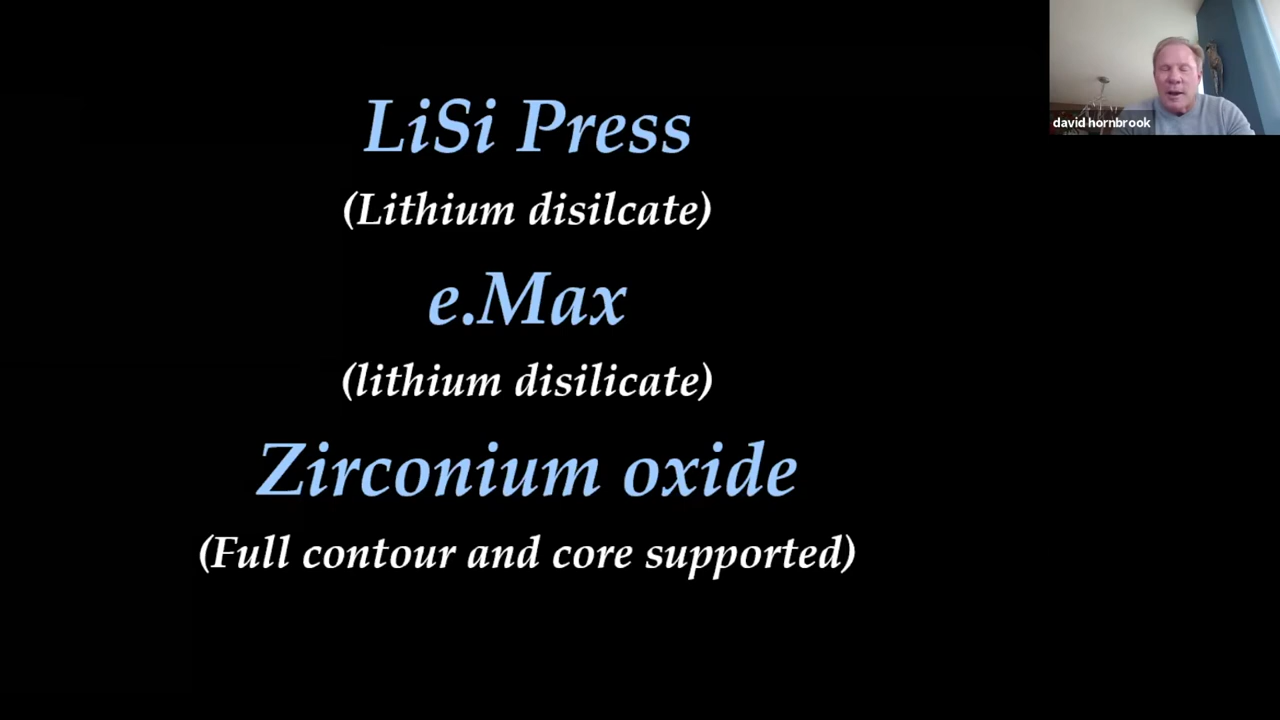 LiSi Press
(Lithium disilcate)
e.Max
(lithium disilicate)
Zirconium oxide
(Full contour and core supported)
david hornbrook